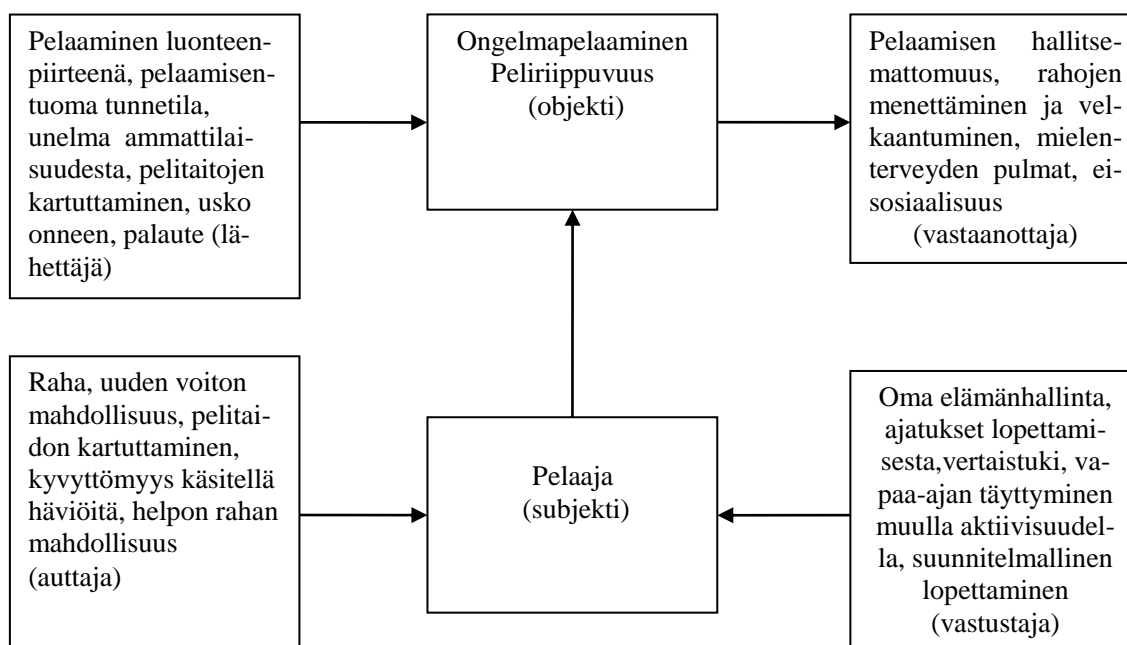 Pelaaminen luonteen-
piirteenä, pelaamisen-
tuoma tunnetila,
unelma ammattilai-
suudesta, pelitaitojen
kartuttaminen, usko
onneen, palaute (lä-
hettäjä)
Ongelmapelaaminen
Peliriippuvuus
(objekti)
Pelaamisen hallitse-
mattomuus, rahojen
menettäminen ja vel-
kaantuminen, mielen-
terveyden pulmat, ei-
sosiaalisuus
(vastaanottaja)
Raha, uuden voiton
mahdollisuus, pelitai-
don kartuttaminen,
kyvyttömyys käsitellä
häviöitä, helpon rahan
mahdollisuus
(auttaja)
Pelaaja
(subjekti)
Oma elämänhallinta,
ajatukset lopettami-
sesta,vertaistuki, va-
paa-ajan täyttyminen
muulla aktiivisuudel-
la, suunnitelmallinen
lopettaminen
(vastustaja)